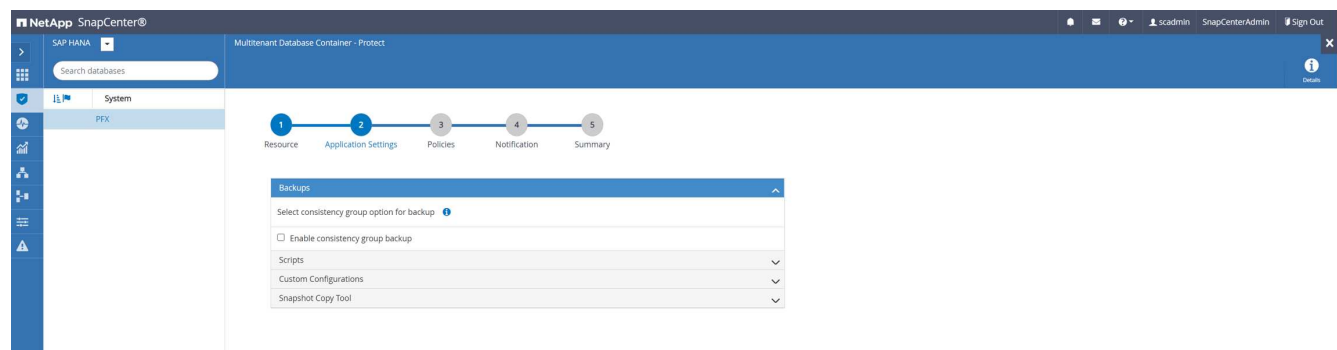 NetApp SnapCenter®
scadmin SnapCenterAdmin Sign Out
SAP HANA
Multitenant Database Container - Protect
Search databases
Details
System
PFX
1 2 3 4 5
Resource Application Settings Policies Notification Summary
Backups
Select consistency group option for backup
Enable consistency group backup
Scripts
Custom Configurations
Snapshot Copy Tool